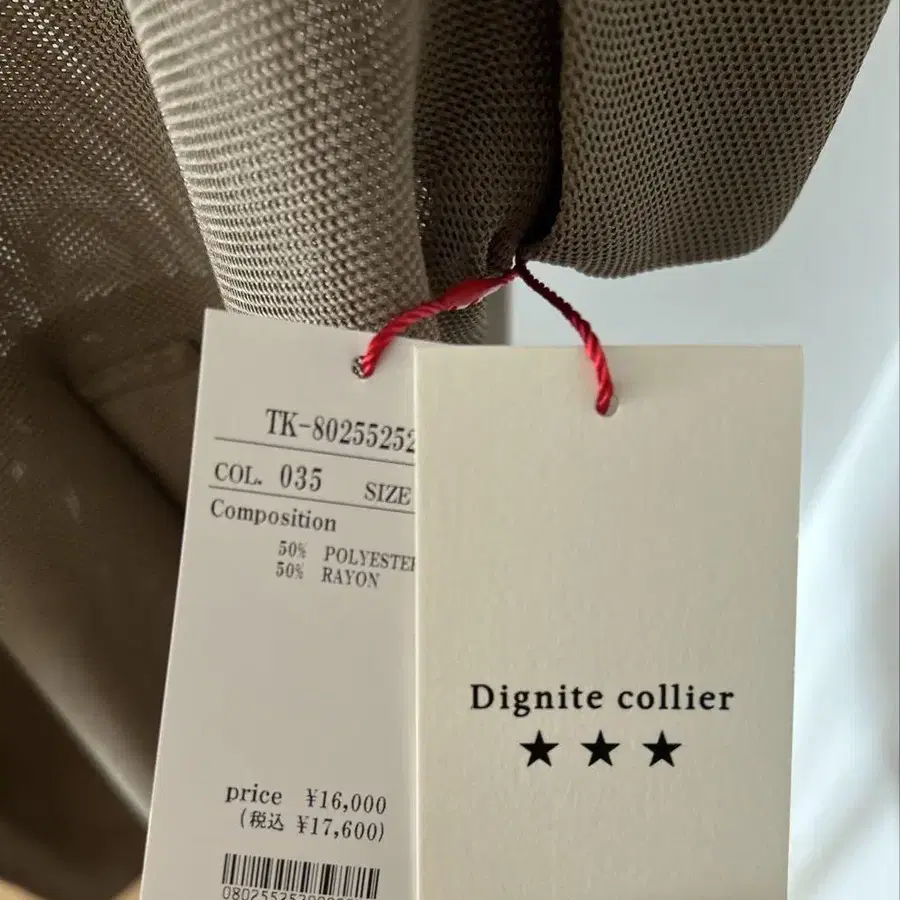 TK-80255252
COL. 035 SIZE
Composition
50% POLYESTER
50% RAYON
price ¥16,000
(税込 ¥17,600)
Dignite collier
★ ★ ★